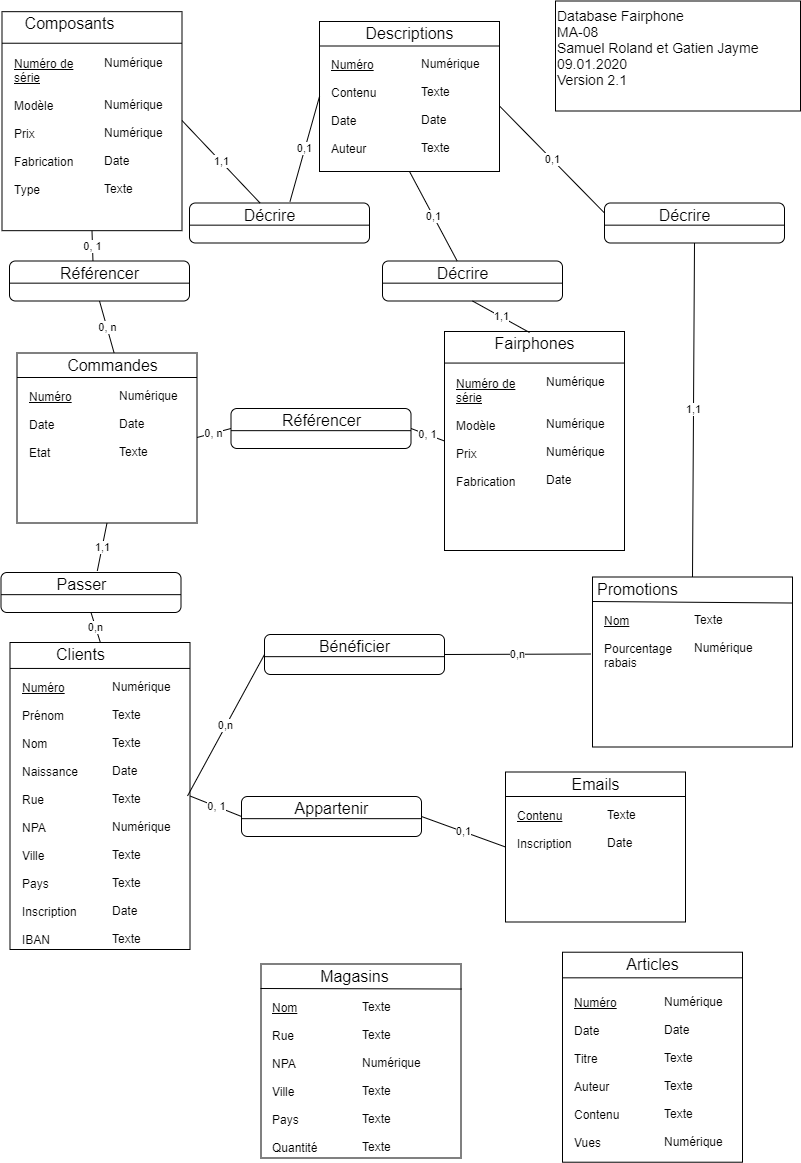 Database Fairphone
MA-08
Samuel Roland et Gatien Jayme
09.01.2020
Version 2.1
Composants
Numéro de série Numérique
Modèle Numérique
Prix Numérique
Fabrication Date
Type Texte
Descriptions
Numéro Numérique
Contenu Texte
Date Date
Auteur Texte
1,1
0,1
0,1
0,1
Décrire
Décrire
Décrire
0, 1
Référencer
0, n
1,1
Commandes
Numéro Numérique
Date Date
Etat Texte
0, n
Référencer
0, 1
Fairphones
Numéro de série Numérique
Modèle Numérique
Prix Numérique
Fabrication Date
1,1
1,1
Passer
0,n
Clients
Numéro Numérique
Prénom Texte
Nom Texte
Naissance Date
Rue Texte
NPA Numérique
Ville Texte
Pays Texte
Inscription Date
IBAN Texte
0,n
Bénéficier
0,n
Promotions
Nom Texte
Pourcentage rabais Numérique
0, 1
Appartenir
0,1
Emails
Contenu Texte
Inscription Date
Magasins
Nom Texte
Rue Texte
NPA Numérique
Ville Texte
Pays Texte
Quantité Texte
Articles
Numéro Numérique
Date Date
Titre Texte
Auteur Texte
Contenu Texte
Vues Numérique